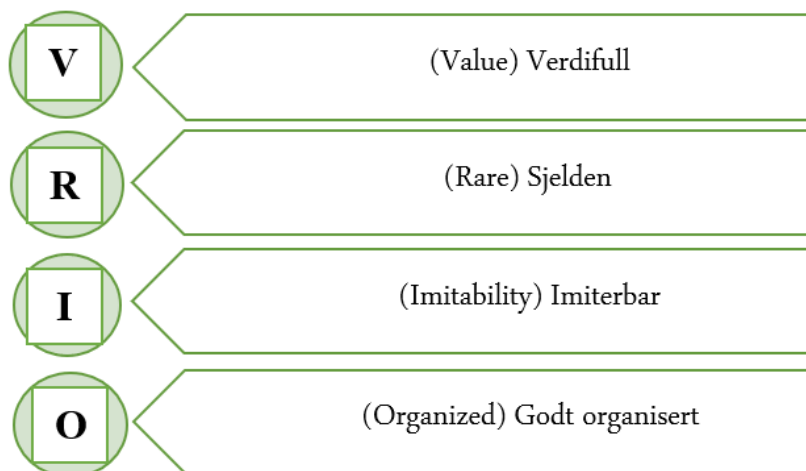 V
(Value) Verdifull
R
(Rare) Sjelden
I
(Imitability) Imiterbar
O
(Organized) Godt organisert